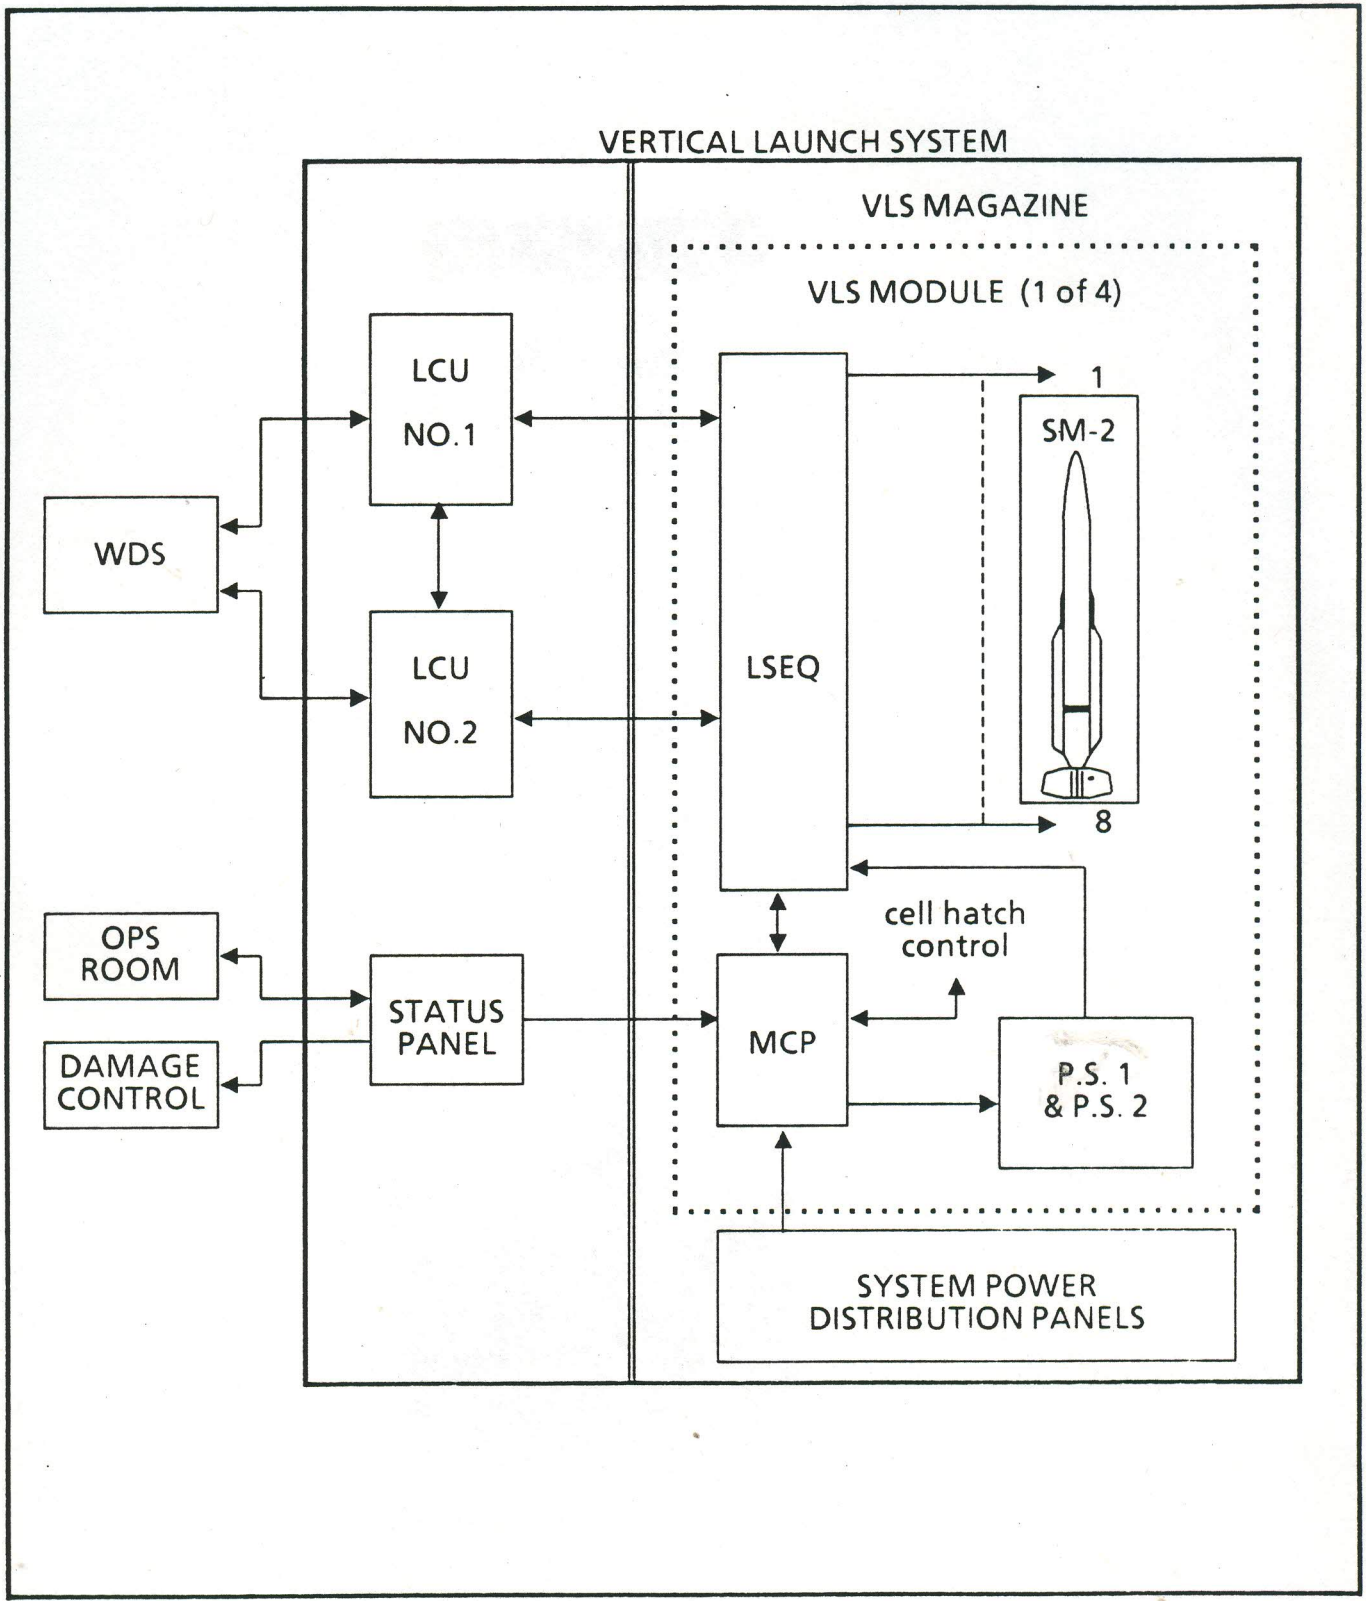 VERTICAL LAUNCH SYSTEM
VLS MAGAZINE
VLS MODULE (1 of 4)
LCU
NO.1
1
SM-2
WDS
LCU
NO.2
LSEQ
8
OPS
ROOM
STATUS
PANEL
DAMAGE
CONTROL
cell hatch
control
MCP
P.S. 1
& P.S. 2
SYSTEM POWER
DISTRIBUTION PANELS